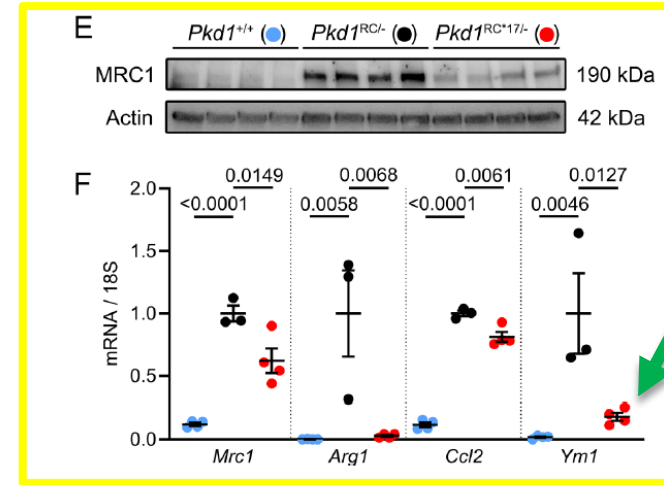 E
Pkd1+/+ (●) Pkd1RC/- (●) Pkd1RC*17/- (●)
MRC1 190 kDa
Actin 42 kDa
F
mRNA / 18S
2.0
1.5
1.0
0.5
0.0
0.0149 0.0068 0.0061 0.0127
<0.0001 0.0058 <0.0001 0.0046
Mrc1 Arg1 Ccl2 Ym1